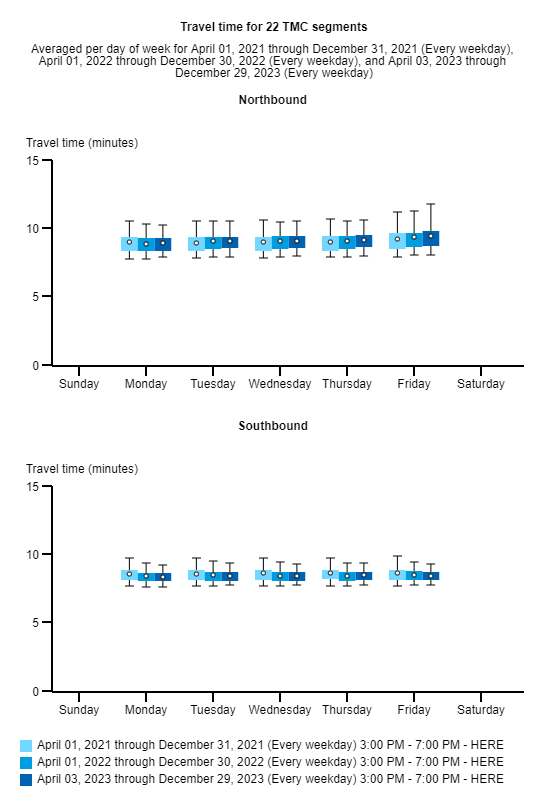 Travel time for 22 TMC segments
Averaged per day of week for April 01, 2021 through December 31, 2021 (Every weekday),
April 01, 2022 through December 30, 2022 (Every weekday), and April 03, 2023 through
December 29, 2023 (Every weekday)
Northbound
Travel time (minutes)
15
10
5
0
Sunday Monday Tuesday Wednesday Thursday Friday Saturday
Southbound
Travel time (minutes)
15
10
5
0
Sunday Monday Tuesday Wednesday Thursday Friday Saturday
April 01, 2021 through December 31, 2021 (Every weekday) 3:00 PM - 7:00 PM - HERE
April 01, 2022 through December 30, 2022 (Every weekday) 3:00 PM - 7:00 PM - HERE
April 03, 2023 through December 29, 2023 (Every weekday) 3:00 PM - 7:00 PM - HERE